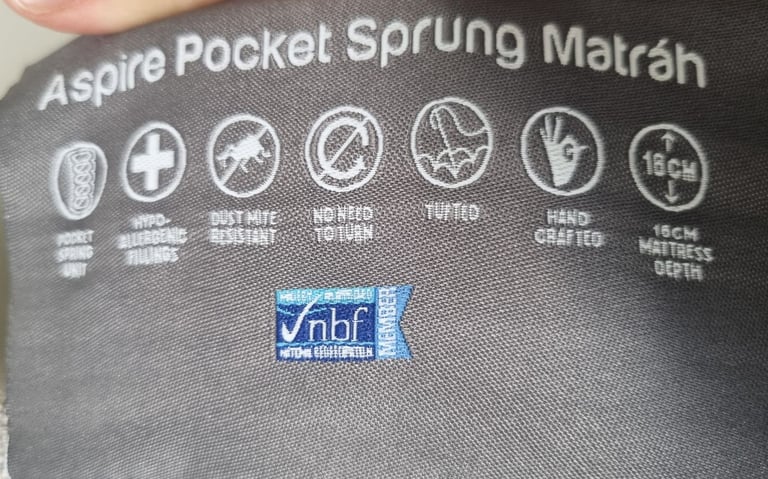 Aspire Pocket Sprung Matráh
POCKET
SPRING
UNIT
HYPO-
ALLERGENIC
FILLINGS
DUST MITE
RESISTANT
NO NEED
TO TURN
TUFTED
HAND
CRAFTED
16CM
16CM
MATTRESS
DEPTH
nbf
MEMBER